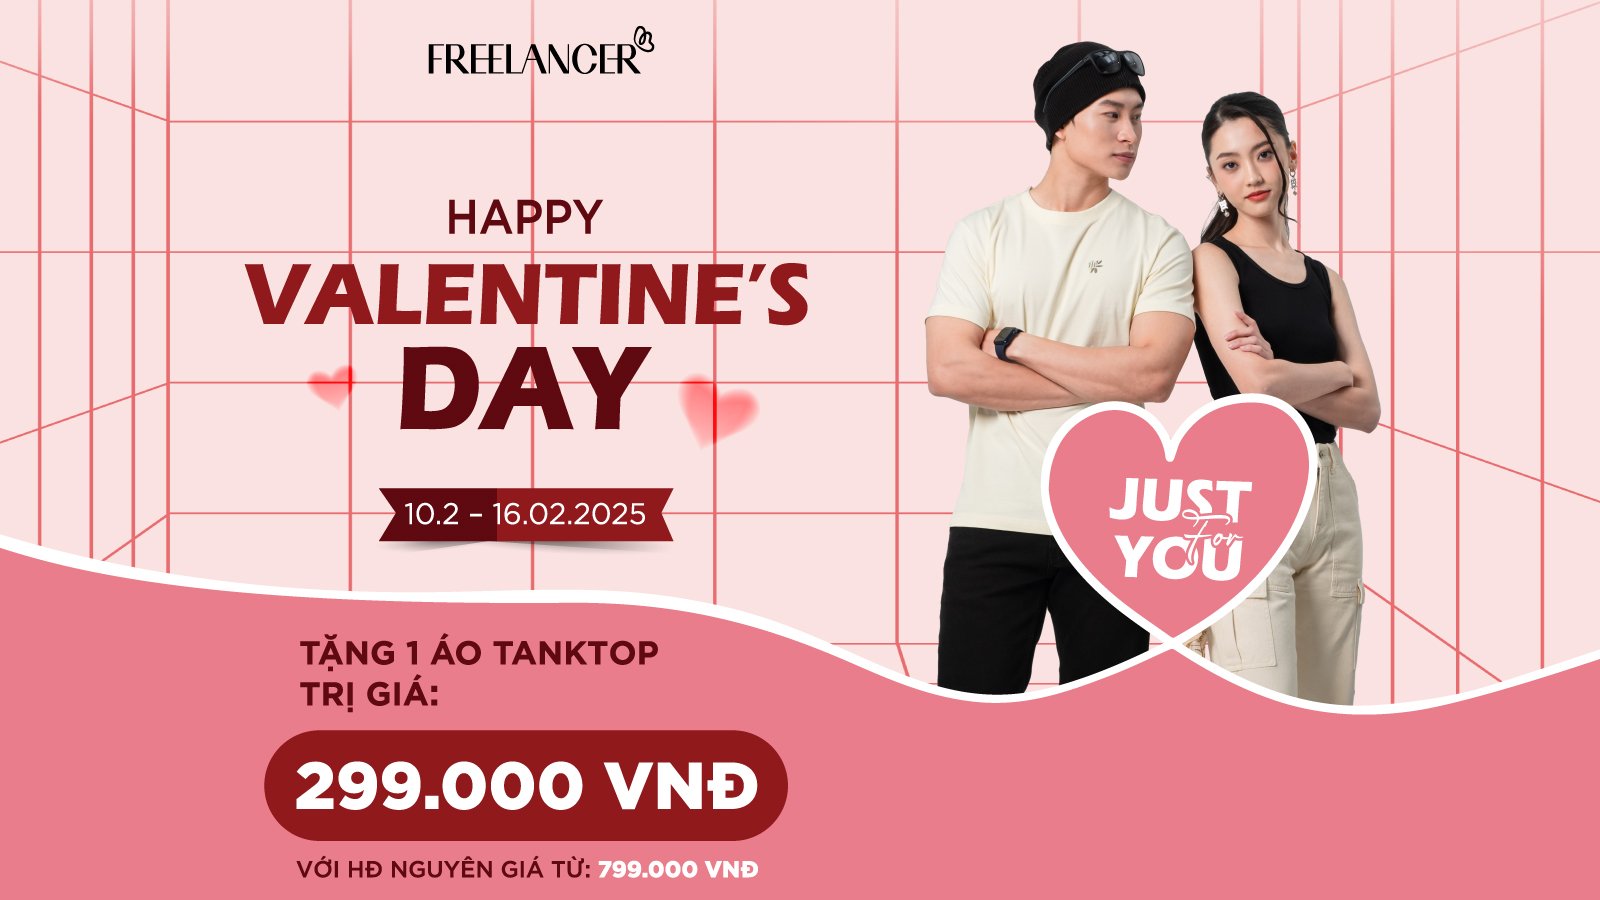 FREELANCER
HAPPY
VALENTINE'S
DAY
10.2 – 16.02.2025
JUST
For
YOU
TẶNG 1 ÁO TANKTOP
TRỊ GIÁ:
299.000 VNĐ
VỚI HĐ NGUYÊN GIÁ TỪ: 799.000 VNĐ